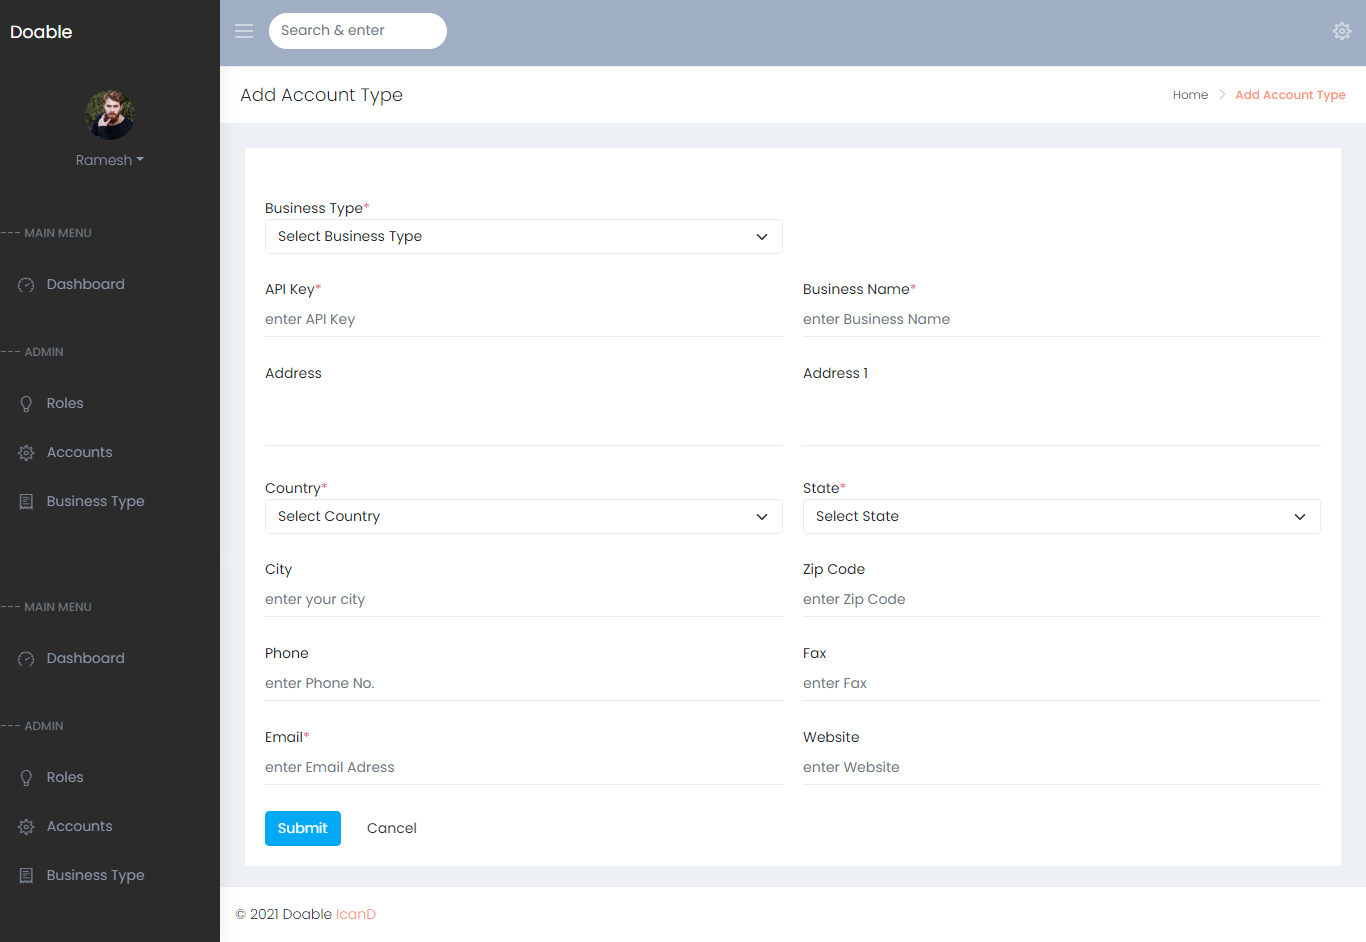 Doable
Search & enter
Ramesh
--- MAIN MENU
Dashboard
--- ADMIN
Roles
Accounts
Business Type
--- MAIN MENU
Dashboard
--- ADMIN
Roles
Accounts
Business Type
Add Account Type
Home > Add Account Type
Business Type*
Select Business Type
API Key* Business Name*
enter API Key enter Business Name
Address Address 1
Country* State*
Select Country Select State
City Zip Code
enter your city enter Zip Code
Phone Fax
enter Phone No. enter Fax
Email* Website
enter Email Adress enter Website
Submit Cancel
© 2021 Doable IcanD